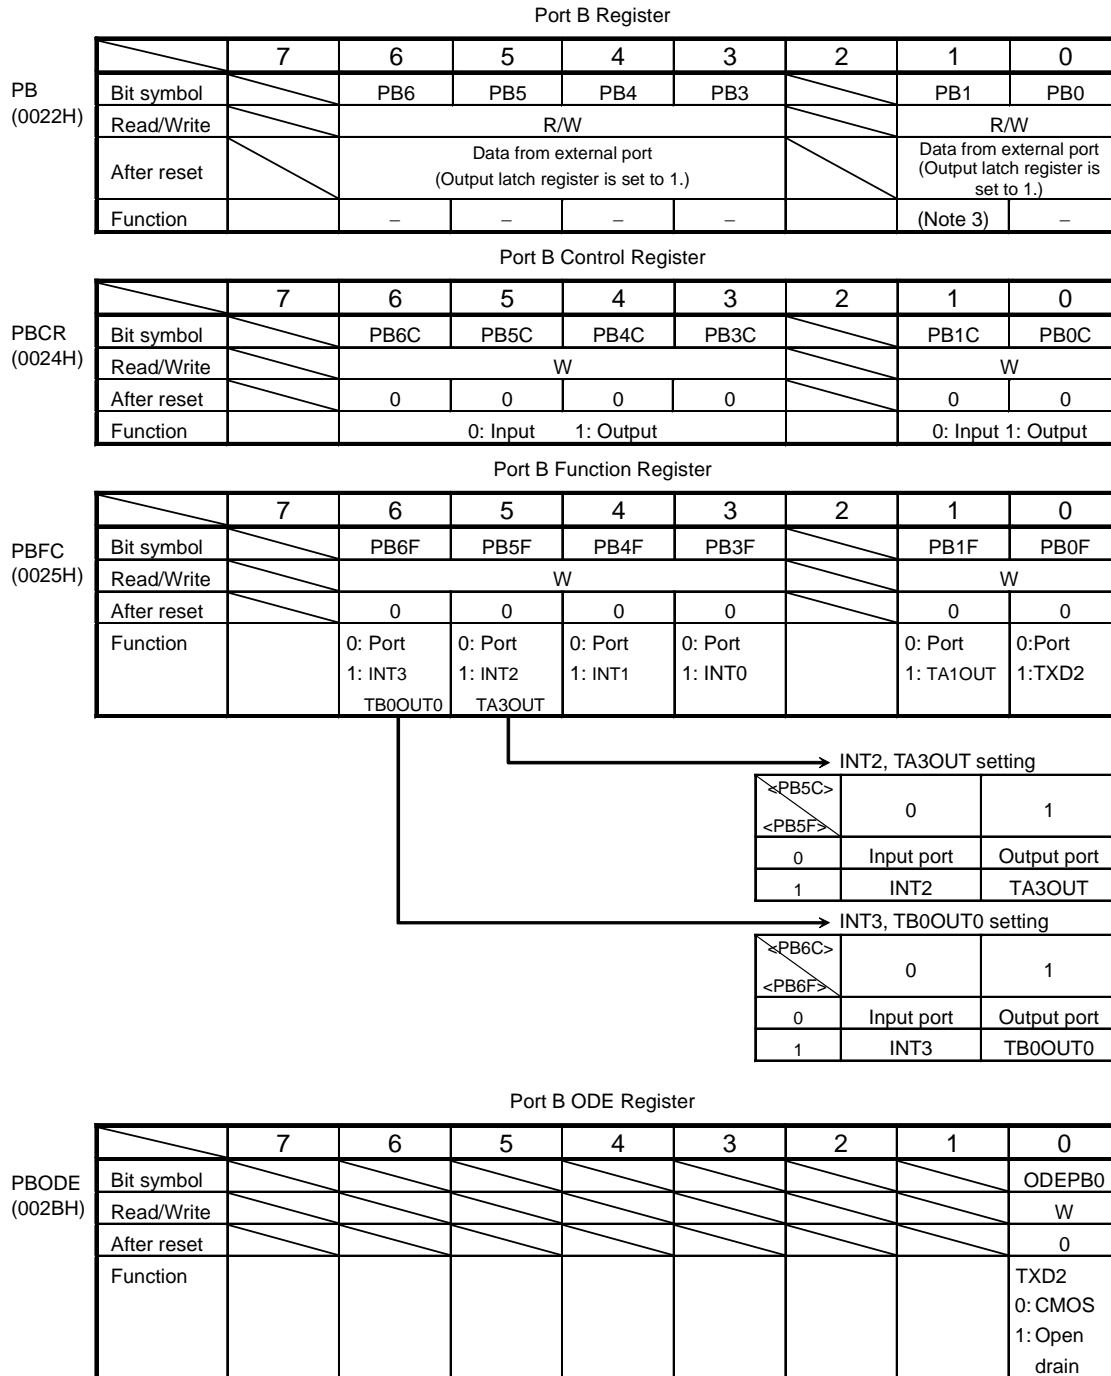 Port B Register
7 6 5 4 3 2 1 0
PB (0022H)
Bit symbol PB6 PB5 PB4 PB3 PB1 PB0
Read/Write R/W R/W
After reset Data from external port (Output latch register is set to 1.) Data from external port (Output latch register is set to 1.)
Function – – – – (Note 3) –
Port B Control Register
7 6 5 4 3 2 1 0
PBCR (0024H)
Bit symbol PB6C PB5C PB4C PB3C PB1C PB0C
Read/Write W W
After reset 0 0 0 0 0 0
Function 0: Input 1: Output 0: Input 1: Output
Port B Function Register
7 6 5 4 3 2 1 0
PBFC (0025H)
Bit symbol PB6F PB5F PB4F PB3F PB1F PB0F
Read/Write W W
After reset 0 0 0 0 0 0
Function 0: Port 0: Port 0: Port 0: Port 0: Port 0:Port
1: INT3 1: INT2 1: INT1 1: INT0 1: TA1OUT 1:TXD2
TB0OUT0 TA3OUT
INT2, TA3OUT setting
<PB5C> 0 1
<PB5F>
0 Input port Output port
1 INT2 TA3OUT
INT3, TB0OUT0 setting
<PB6C> 0 1
<PB6F>
0 Input port Output port
1 INT3 TB0OUT0
Port B ODE Register
7 6 5 4 3 2 1 0
PBODE (002BH)
Bit symbol ODEPB0
Read/Write W
After reset 0
Function TXD2
0: CMOS
1: Open
drain